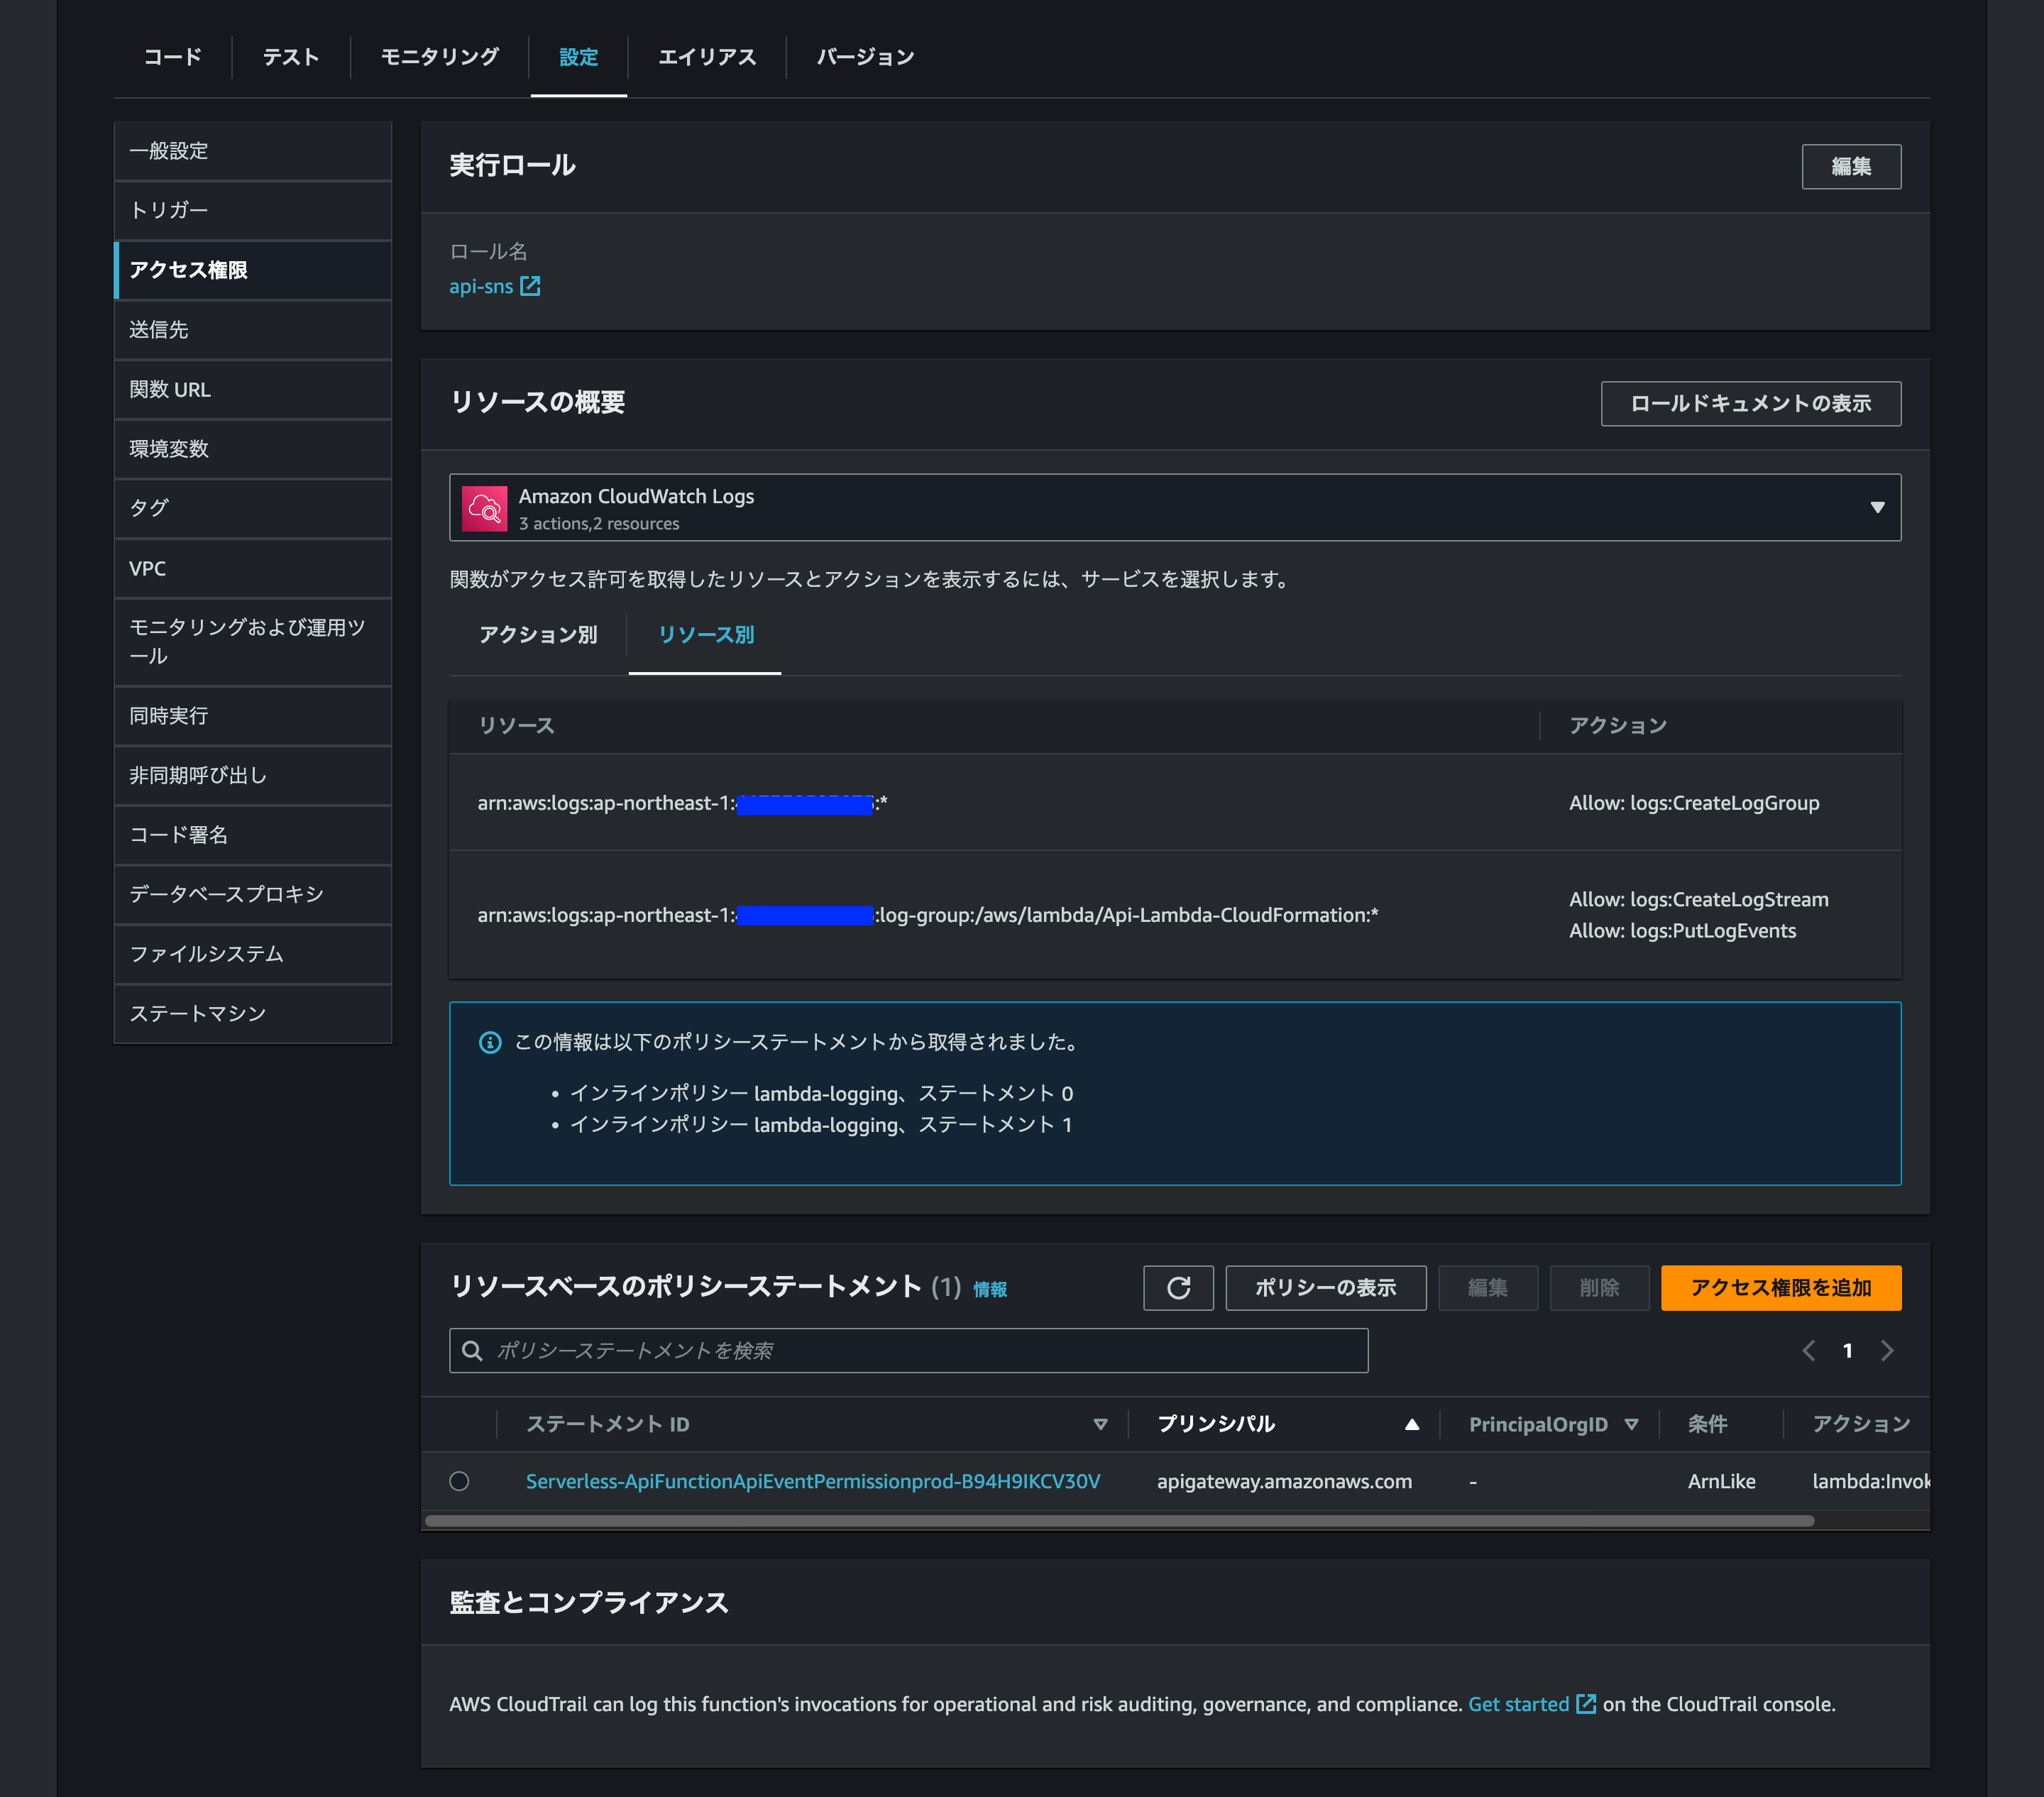 コード
テスト
モニタリング
設定
エイリアス
バージョン
一般設定
トリガー
アクセス権限
送信先
関数 URL
環境変数
タグ
VPC
モニタリングおよび運用ツ
ール
同時実行
非同期呼び出し
コード署名
データベースプロキシ
ファイルシステム
ステートマシン
実行ロール
編集
ロール名
api-sns
リソースの概要
ロールドキュメントの表示
Amazon CloudWatch Logs
3 actions,2 resources
関数がアクセス許可を取得したリソースとアクションを表示するには、サービスを選択します。
アクション別
リソース別
リソース
アクション
arn:aws:logs:ap-northeast-1: :*
Allow: logs:CreateLogGroup
arn:aws:logs:ap-northeast-1: :log-group:/aws/lambda/Api-Lambda-CloudFormation:*
Allow: logs:CreateLogStream
Allow: logs:PutLogEvents
この情報は以下のポリシーステートメントから取得されました。
• インラインポリシー lambda-logging、ステートメント 0
• インラインポリシー lambda-logging、ステートメント 1
リソースベースのポリシーステートメント (1) 情報
ポリシーの表示
編集
削除
アクセス権限を追加
ポリシーステートメントを検索
1
ステートメント ID
プリンシパル
PrincipalOrgID
条件
アクション
Serverless-ApiFunctionApiEventPermissionprod-B94H9IKCV30V
apigateway.amazonaws.com
-
ArnLike
lambda:Invok
監査とコンプライアンス
AWS CloudTrail can log this function's invocations for operational and risk auditing, governance, and compliance. Get started on the CloudTrail console.